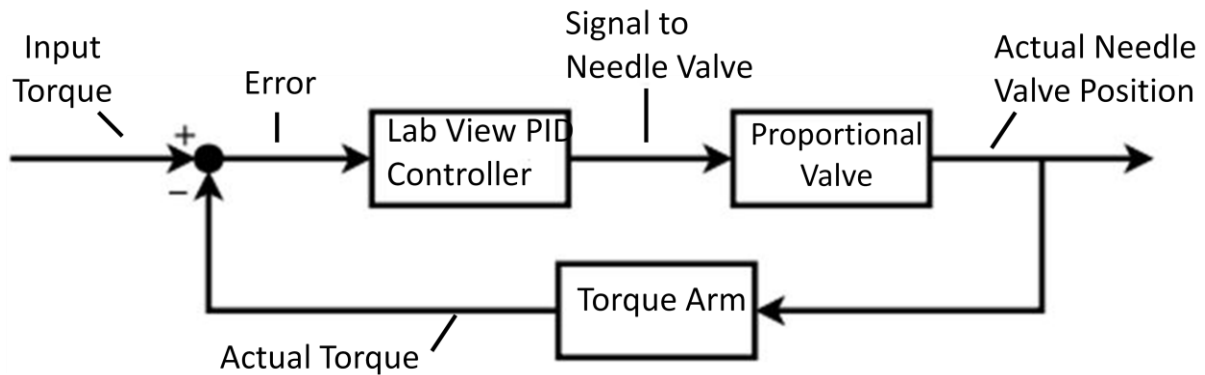 Input
Torque
Error
Signal to
Needle Valve
Actual Needle
Valve Position
+
−
Lab View PID
Controller
Proportional
Valve
Torque Arm
Actual Torque